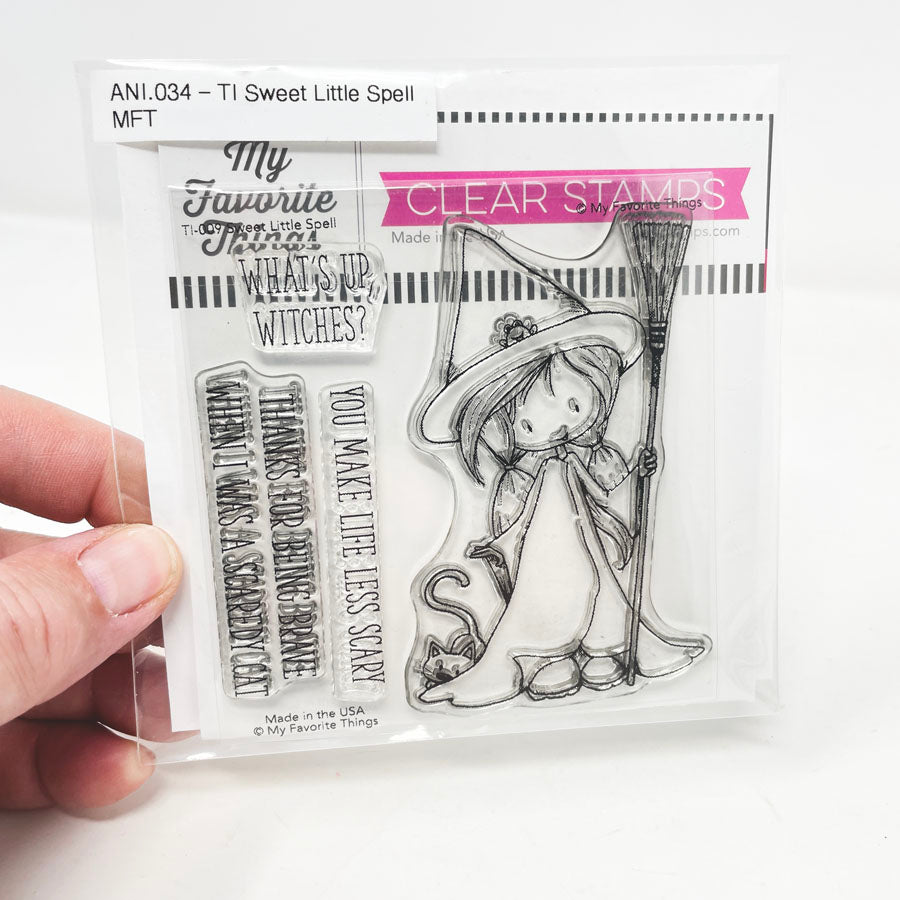 ANI.034 – TI Sweet Little Spell
MFT
My
Favorite
Things
TI-009 Sweet Little Spell
CLEAR STAMPS
© My Favorite Things
Made in the USA
WHAT'S UP,
WITCHES?
THANKS FOR BEING BRAVE
WHEN I WAS A SCAREDY CAT
YOU MAKE LIFE LESS SCARY
Made in the USA
© My Favorite Things